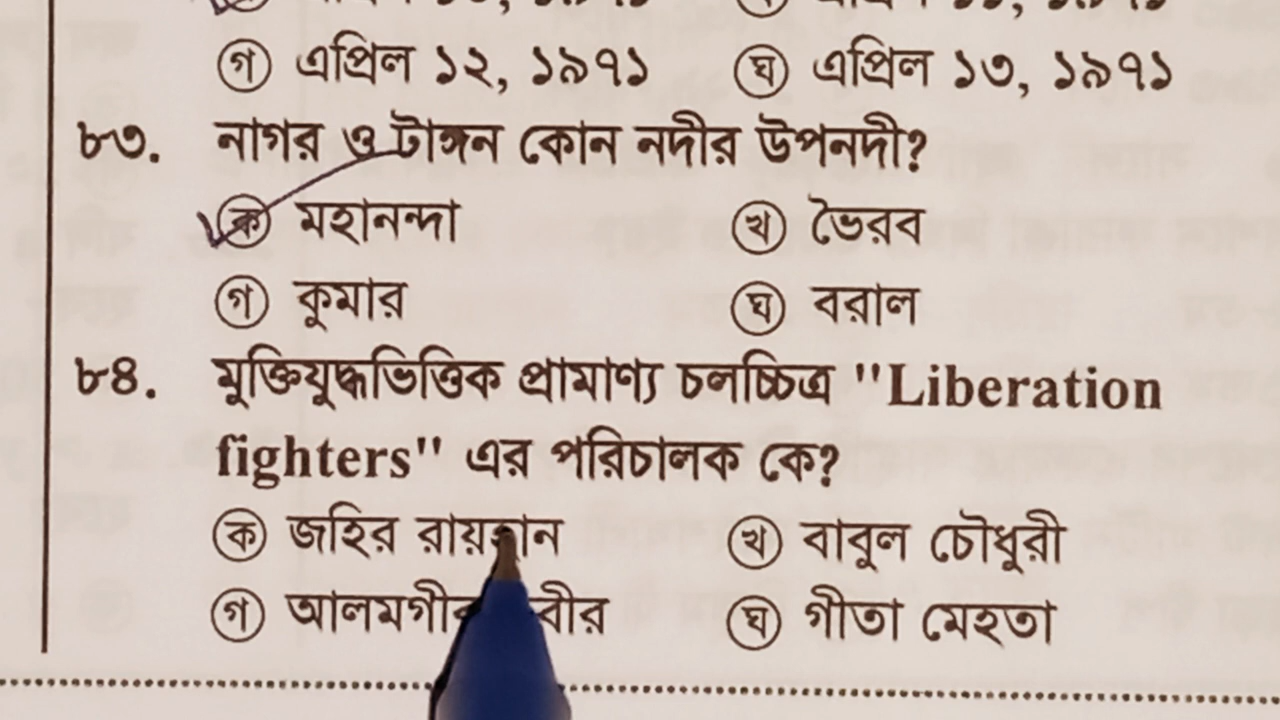 গ এপ্রিল ১২, ১৯৭১ ঘ এপ্রিল ১৩, ১৯৭১
৮৩. নাগর ও টাঙ্গন কোন নদীর উপনদী?
ক মহানন্দা খ ভৈরব
গ কুমার ঘ বরাল
৮৪. মুক্তিযুদ্ধভিত্তিক প্রামাণ্য চলচ্চিত্র "Liberation
fighters" এর পরিচালক কে?
ক জহির রায়হান খ বাবুল চৌধুরী
গ ঘ গীতা মেহতা